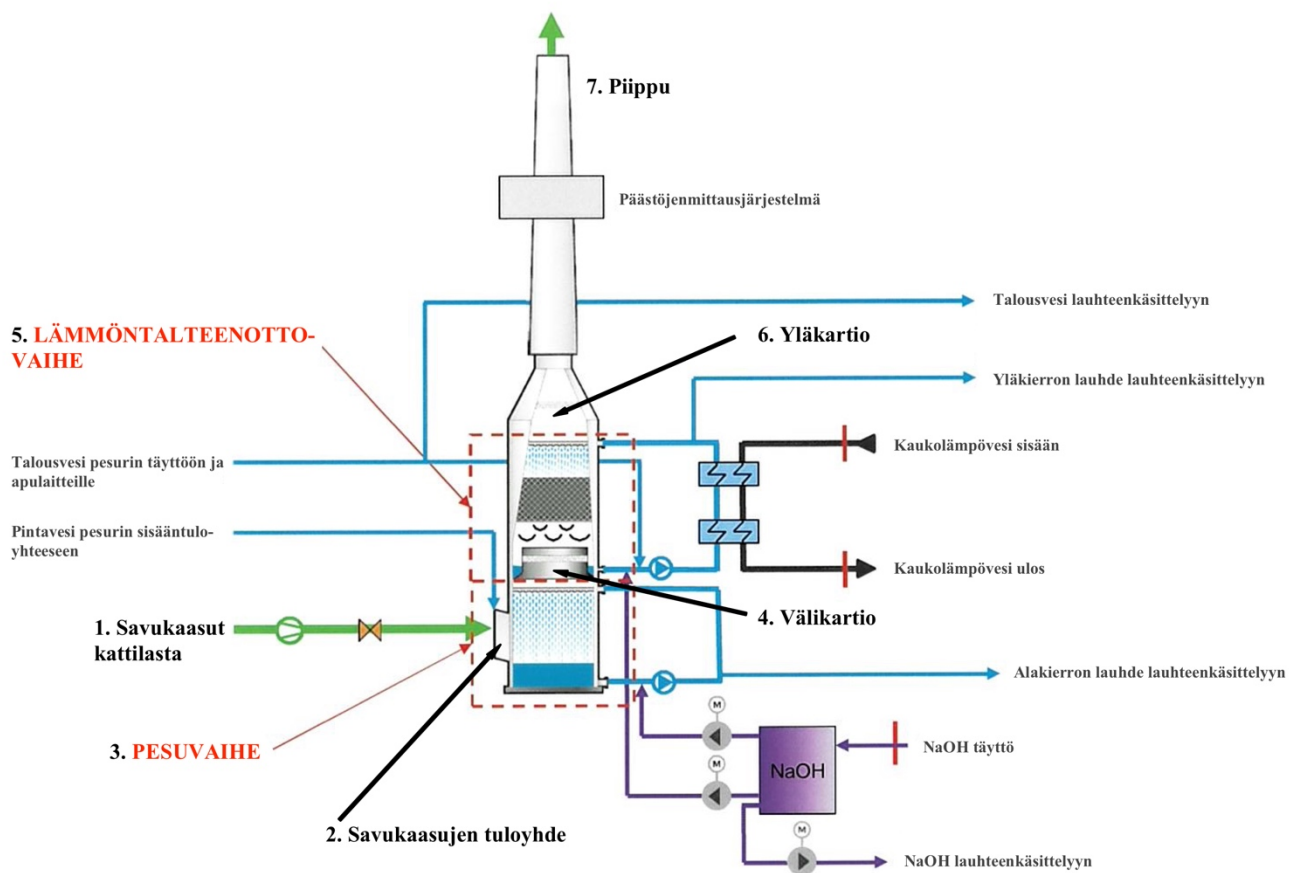 7. Piippu
Päästöjenmittausjärjestelmä
Talousvesi lauhteenkäsittelyyn
5. LÄMMÖNTALTEENOTTO-
VAIHE
6. Yläkartio
Yläkierron lauhde lauhteenkäsittelyyn
Kaukolämpövesi sisään
Talousvesi pesurin täyttöön ja
apulaitteille
Pintavesi pesurin sisääntulo-
yhteeseen
Kaukolämpövesi ulos
4. Välikartio
1. Savukaasut
kattilasta
Alakierron lauhde lauhteenkäsittelyyn
M
3. PESUVAIHE
NaOH täyttö
NaOH
M
2. Savukaasujen tuloyhde
M
NaOH lauhteenkäsittelyyn